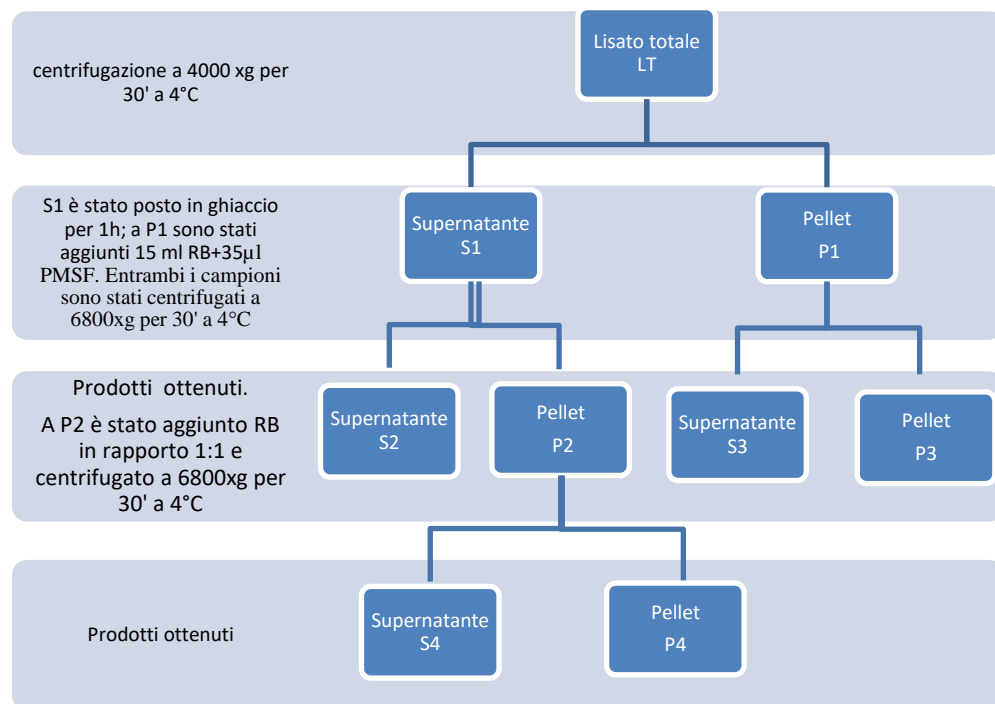 Lisato totale
LT
centrifugazione a 4000 xg per
30' a 4°C
S1 è stato posto in ghiaccio
per 1h; a P1 sono stati
aggiunti 15 ml RB+35µl
PMSF. Entrambi i campioni
sono stati centrifugati a
6800xg per 30' a 4°C
Supernatante
S1
Pellet
P1
Prodotti ottenuti.
A P2 è stato aggiunto RB
in rapporto 1:1 e
centrifugato a 6800xg per
30' a 4°C
Supernatante
S2
Pellet
P2
Supernatante
S3
Pellet
P3
Prodotti ottenuti
Supernatante
S4
Pellet
P4